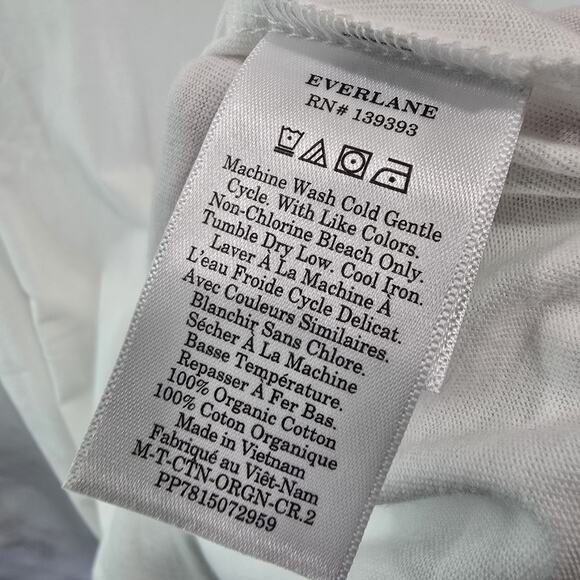 EVERLANE
RN# 139393
Machine Wash Cold Gentle
Cycle. With Like Colors.
Non-Chlorine Bleach Only.
Tumble Dry Low. Cool Iron.
Laver À La Machine À
L'eau Froide Cycle Delicat.
Avec Couleurs Similaires.
Blanchir Sans Chlore.
Sécher À La Machine
Basse Température.
Repasser À Fer Bas.
100% Organic Cotton
100% Coton Organique
Made in Vietnam
Fabriqué au Viêt-Nam
M-T-CTN-ORGN-CR.2
PP7815072959